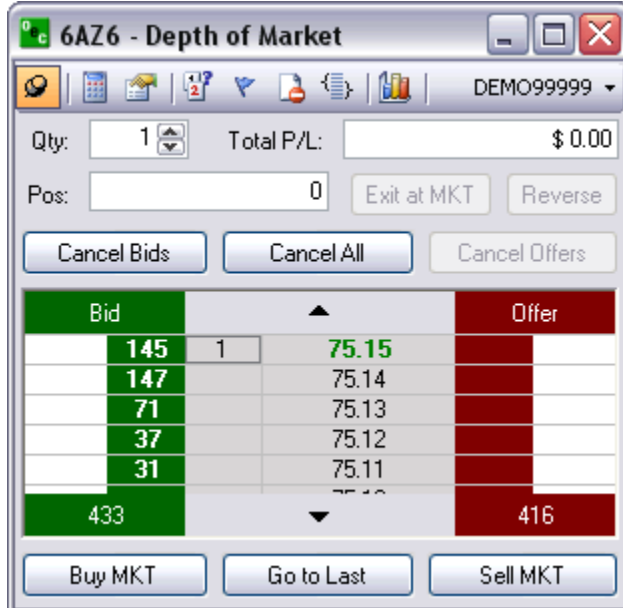 6AZ6 - Depth of Market
DEMO99999
Qty: 1 Total P/L: $ 0.00
Pos: 0 Exit at MKT Reverse
Cancel Bids Cancel All Cancel Offers
Bid Offer
145 1 75.15
147 75.14
71 75.13
37 75.12
31 75.11
433 416
Buy MKT Go to Last Sell MKT